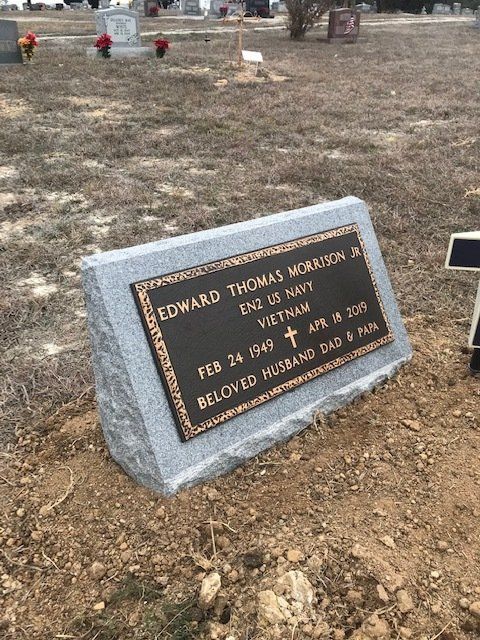 EDWARD THOMAS MORRISON JR
EN2 US NAVY
VIETNAM
FEB 24 1949 APR 18 2019
BELOVED HUSBAND DAD & PAPA